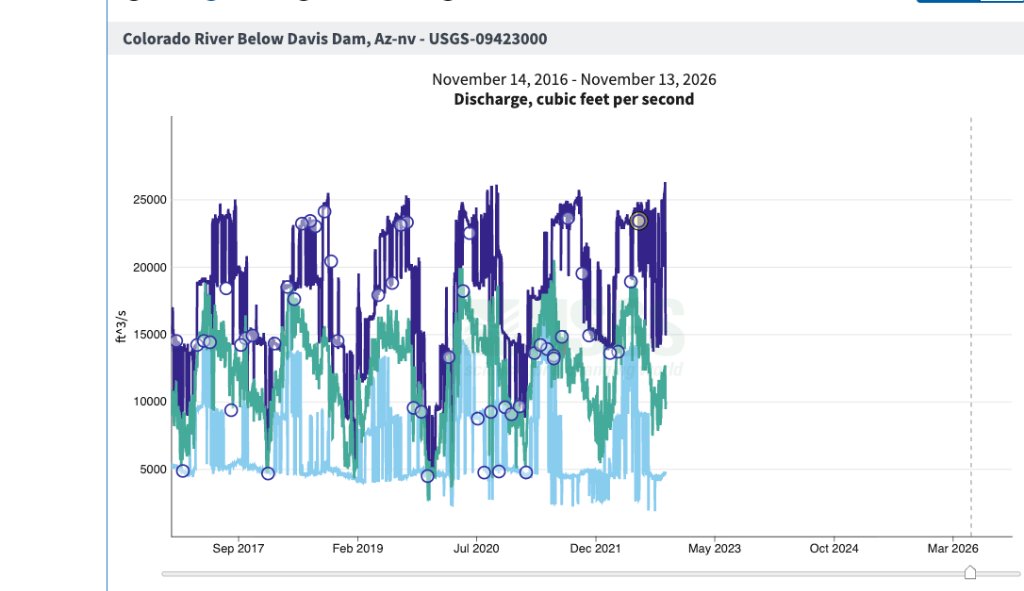 Colorado River Below Davis Dam, Az-nv - USGS-09423000
November 14, 2016 - November 13, 2026
Discharge, cubic feet per second
ft^3/s
25000
20000
15000
10000
5000
USGS
Sep 2017
Feb 2019
Jul 2020
Dec 2021
May 2023
Oct 2024
Mar 2026